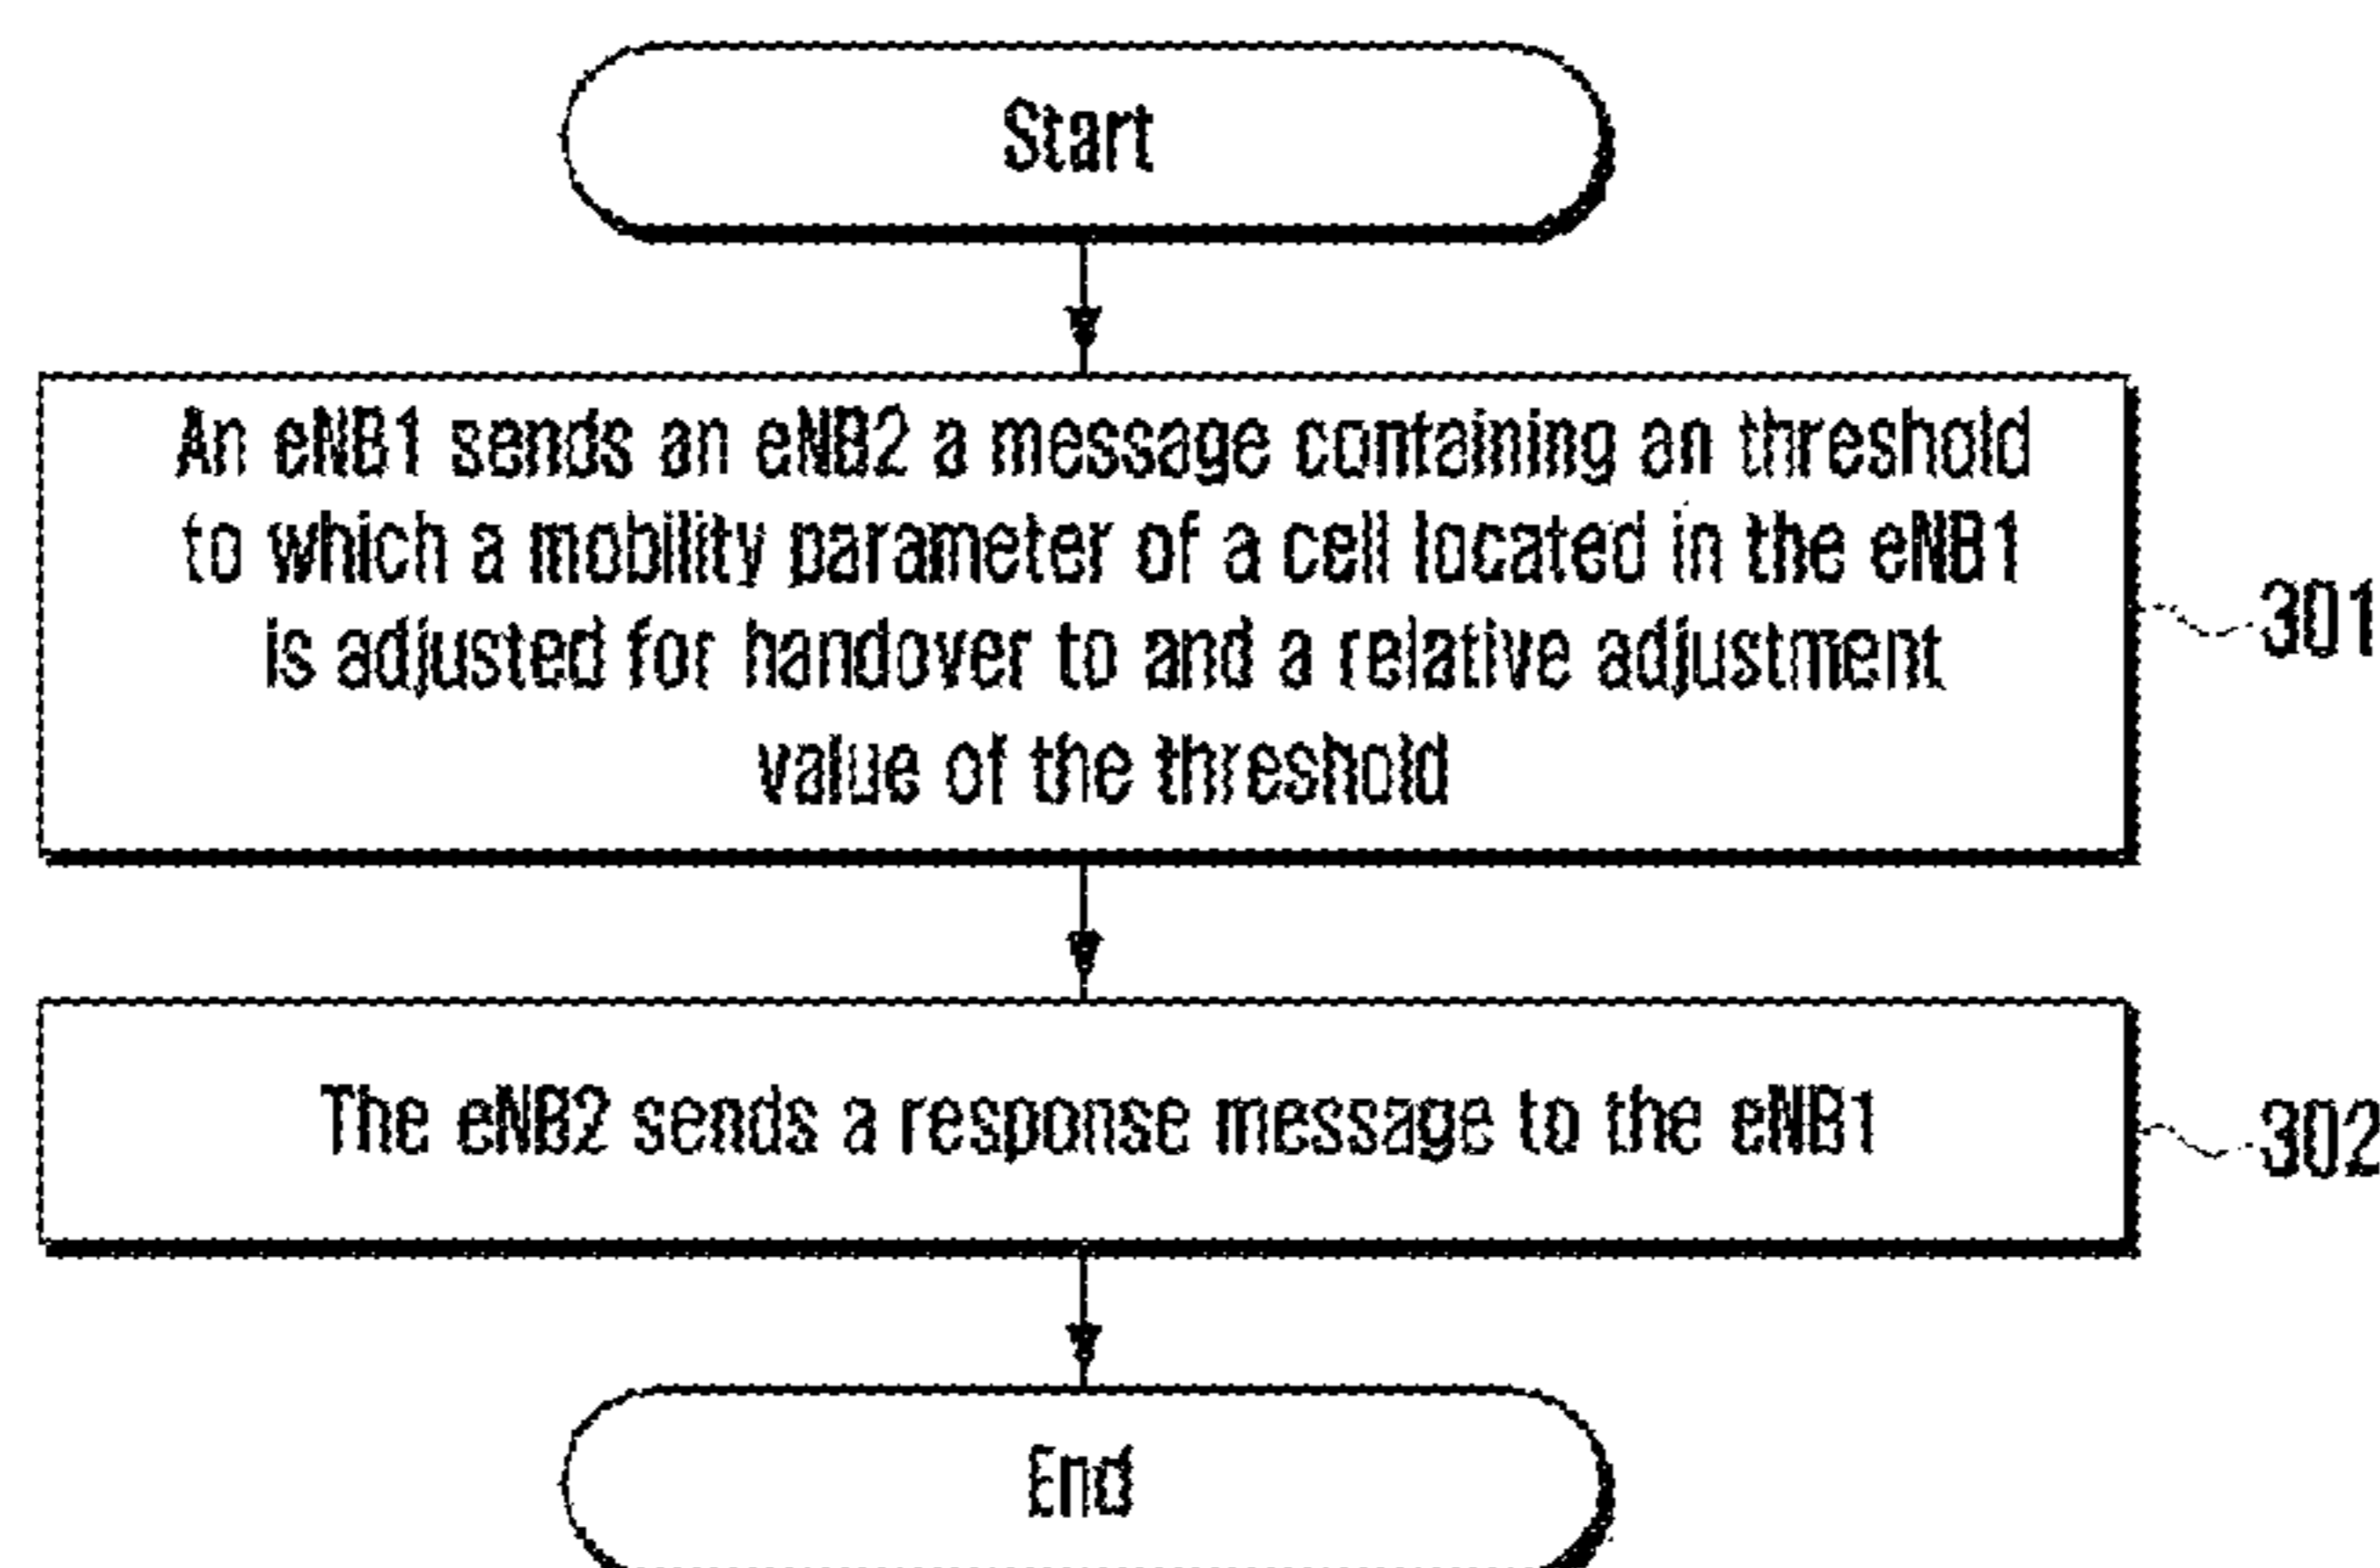 Start
An eNB1 sends an eNB2 a message containing an threshold
to which a mobility parameter of a cell located in the eNB1
is adjusted for handover to and a relative adjustment
value of the threshold
301
The eNB2 sends a response message to the eNB1
302
End